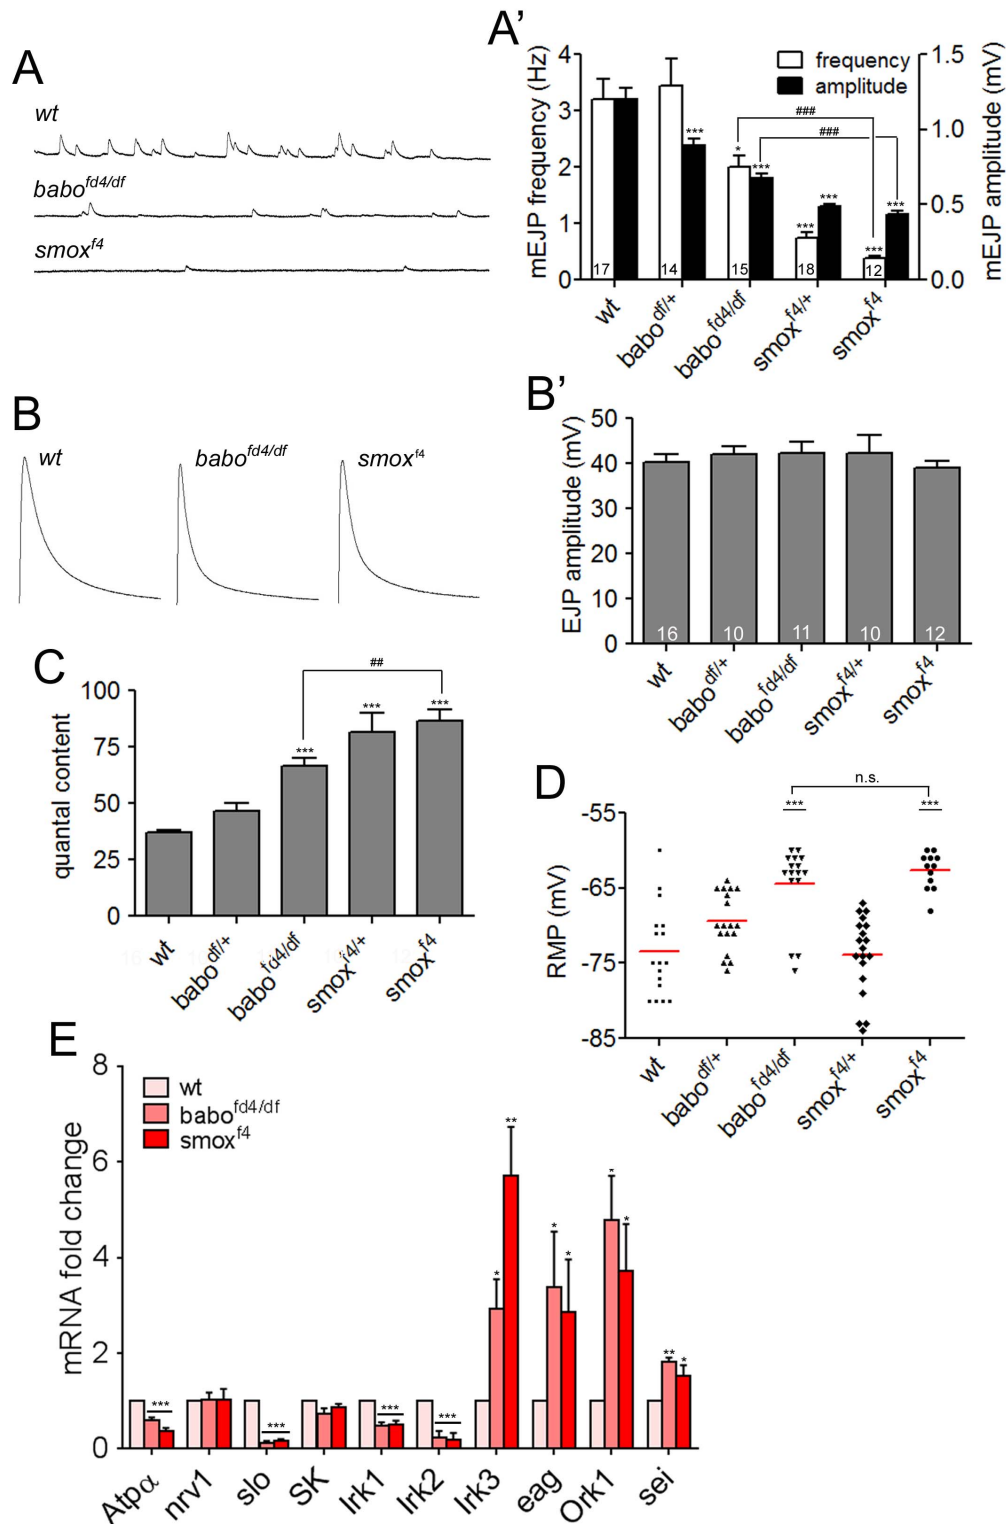 A
wt
babo^fd4/df
smox^f4
A'
mEJP frequency (Hz)
4
3
2
1
0
frequency
amplitude
1.5
1.0
0.5
0.0
mEJP amplitude (mV)
###
###
***
*
***
***
***
***
***
17
14
15
18
12
wt
babo^df/+
babo^fd4/df
smox^f4/+
smox^f4
B
wt
babo^fd4/df
smox^f4
B'
EJP amplitude (mV)
50
40
30
20
10
0
16
10
11
10
12
wt
babo^df/+
babo^fd4/df
smox^f4/+
smox^f4
C
quantal content
100
75
50
25
0
##
***
***
***
wt
babo^df/+
babo^fd4/df
smox^f4/+
smox^f4
D
RMP (mV)
-55
-65
-75
-85
n.s.
***
***
wt
babo^df/+
babo^fd4/df
smox^f4/+
smox^f4
E
mRNA fold change
8
6
4
2
0
wt
babo^fd4/df
smox^f4
***
***
***
***
*
**
*
*
*
*
**
*
Atpα
nrv1
slo
SK
Irk1
Irk2
Irk3
eag
Ork1
sei